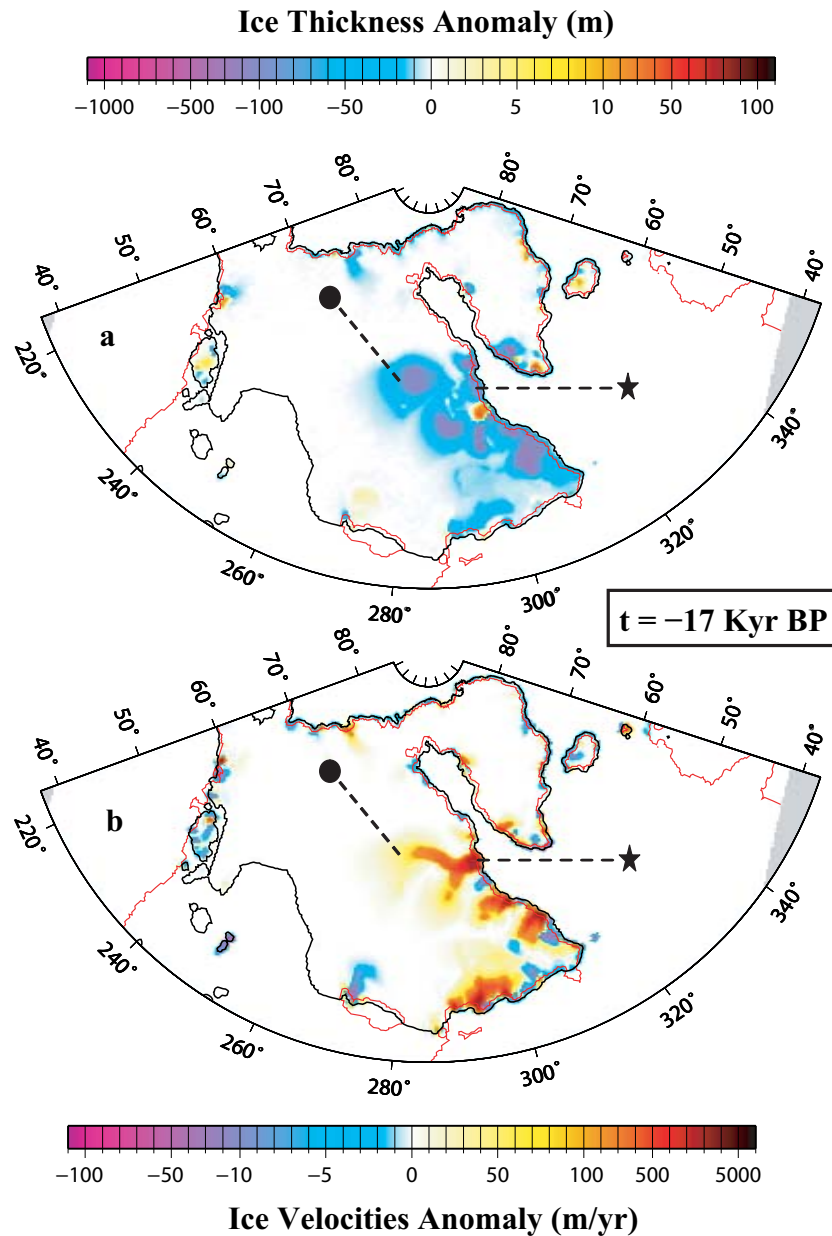 Ice Thickness Anomaly (m)
−1000 −500 −100 −50 0 5 10 50 100
40° 50° 60° 70° 80° 80° 70° 60° 50° 40°
a
220° 240° 260° 280° 300° 320° 340°
t = −17 Kyr BP
40° 50° 60° 70° 80° 80° 70° 60° 50° 40°
b
220° 240° 260° 280° 300° 320° 340°
−100 −50 −10 −5 0 50 100 500 5000
Ice Velocities Anomaly (m/yr)